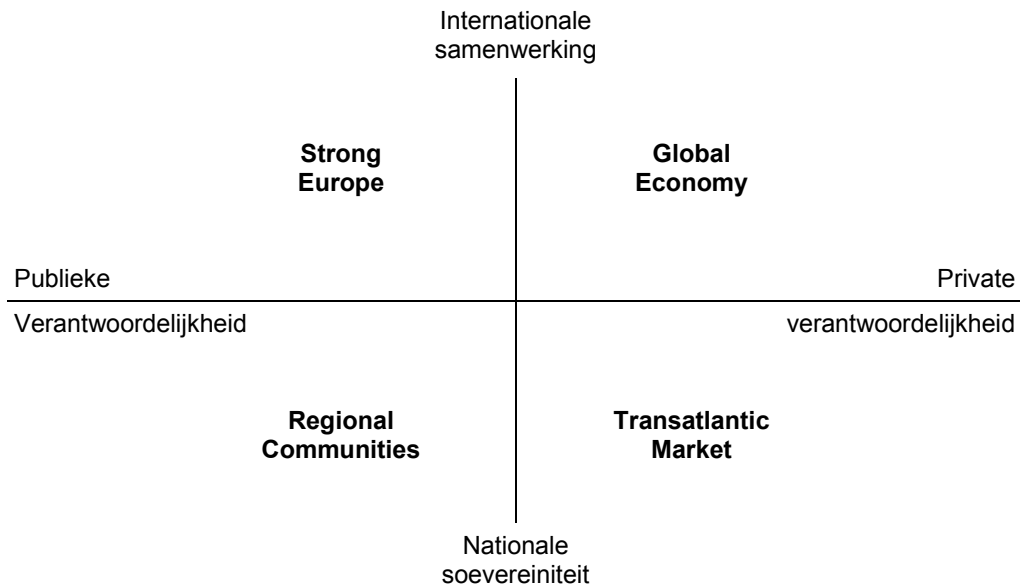 Internationale
samenwerking
Strong
Europe
Global
Economy
Publieke
Private
Verantwoordelijkheid
verantwoordelijkheid
Regional
Communities
Transatlantic
Market
Nationale
soevereiniteit